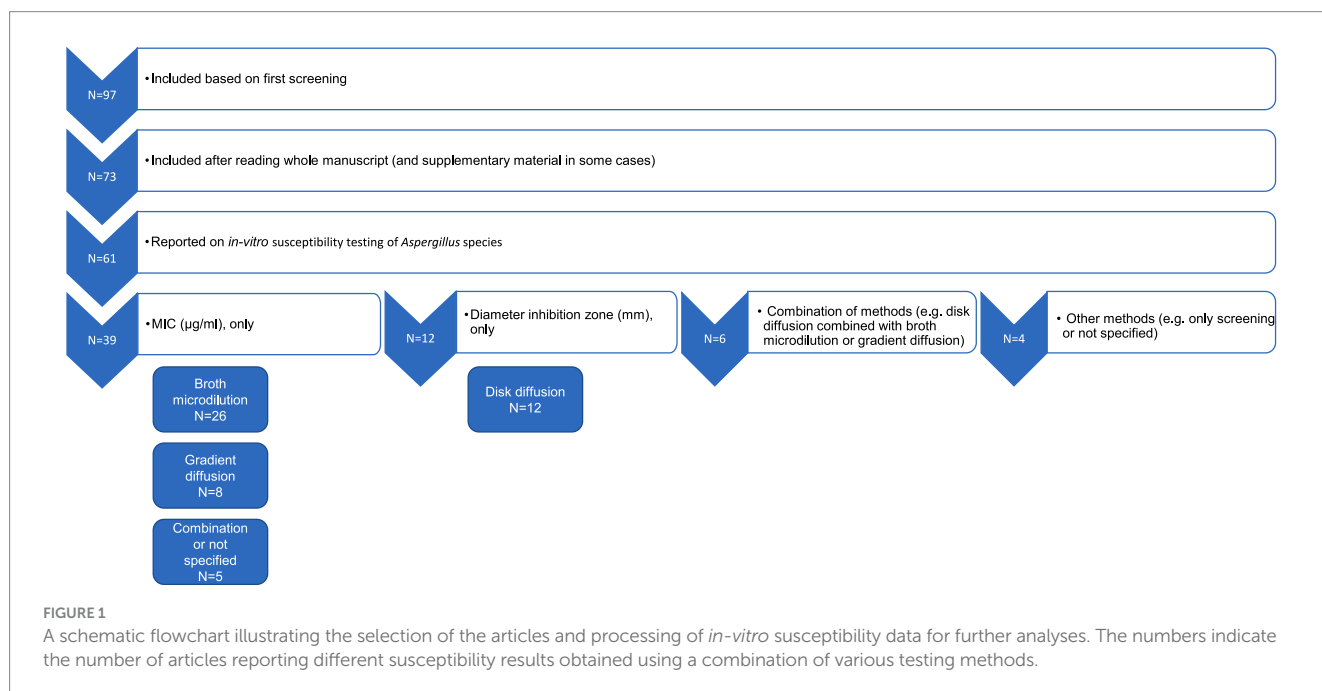 N=97
•Included based on first screening
N=73
•Included after reading whole manuscript (and supplementary material in some cases)
N=61
•Reported on in-vitro susceptibility testing of Aspergillus species
N=39
•MIC (μg/ml), only
N=12
•Diameter inhibition zone (mm),
only
N=6
•Combination of methods (e.g. disk
diffusion combined with broth
microdilution or gradient diffusion)
N=4
• Other methods (e.g. only screening
or not specified)
Broth
microdilution
N=26
Disk diffusion
N=12
Gradient
diffusion
N=8
Combination
or not
specified
N=5
FIGURE 1
A schematic flowchart illustrating the selection of the articles and processing of in-vitro susceptibility data for further analyses. The numbers indicate
the number of articles reporting different susceptibility results obtained using a combination of various testing methods.